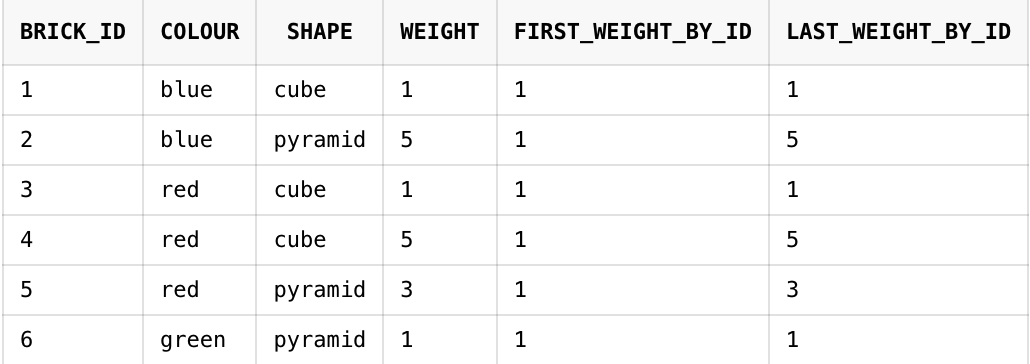 BRICK_ID COLOUR SHAPE WEIGHT FIRST_WEIGHT_BY_ID LAST_WEIGHT_BY_ID
1 blue cube 1 1 1
2 blue pyramid 5 1 5
3 red cube 1 1 1
4 red cube 5 1 5
5 red pyramid 3 1 3
6 green pyramid 1 1 1